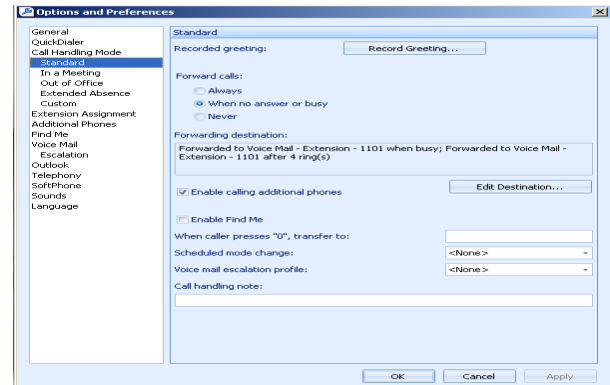 Options and Preferences
General
QuickDialer
Call Handling Mode
Standard
In a Meeting
Out of Office
Extended Absence
Custom
Extension Assignment
Additional Phones
Find Me
Voice Mail
Escalation
Outlook
Telephony
SoftPhone
Sounds
Language
Standard
Recorded greeting:
Record Greeting...
Forward calls:
Always
When no answer or busy
Never
Forwarding destination:
Forwarded to Voice Mail - Extension - 1101 when busy; Forwarded to Voice Mail -
Extension - 1101 after 4 ring(s)
Enable calling additional phones
Edit Destination...
Enable Find Me
When caller presses "0", transfer to:
Scheduled mode change:
<None>
Voice mail escalation profile:
<None>
Call handling note:
OK
Cancel
Apply